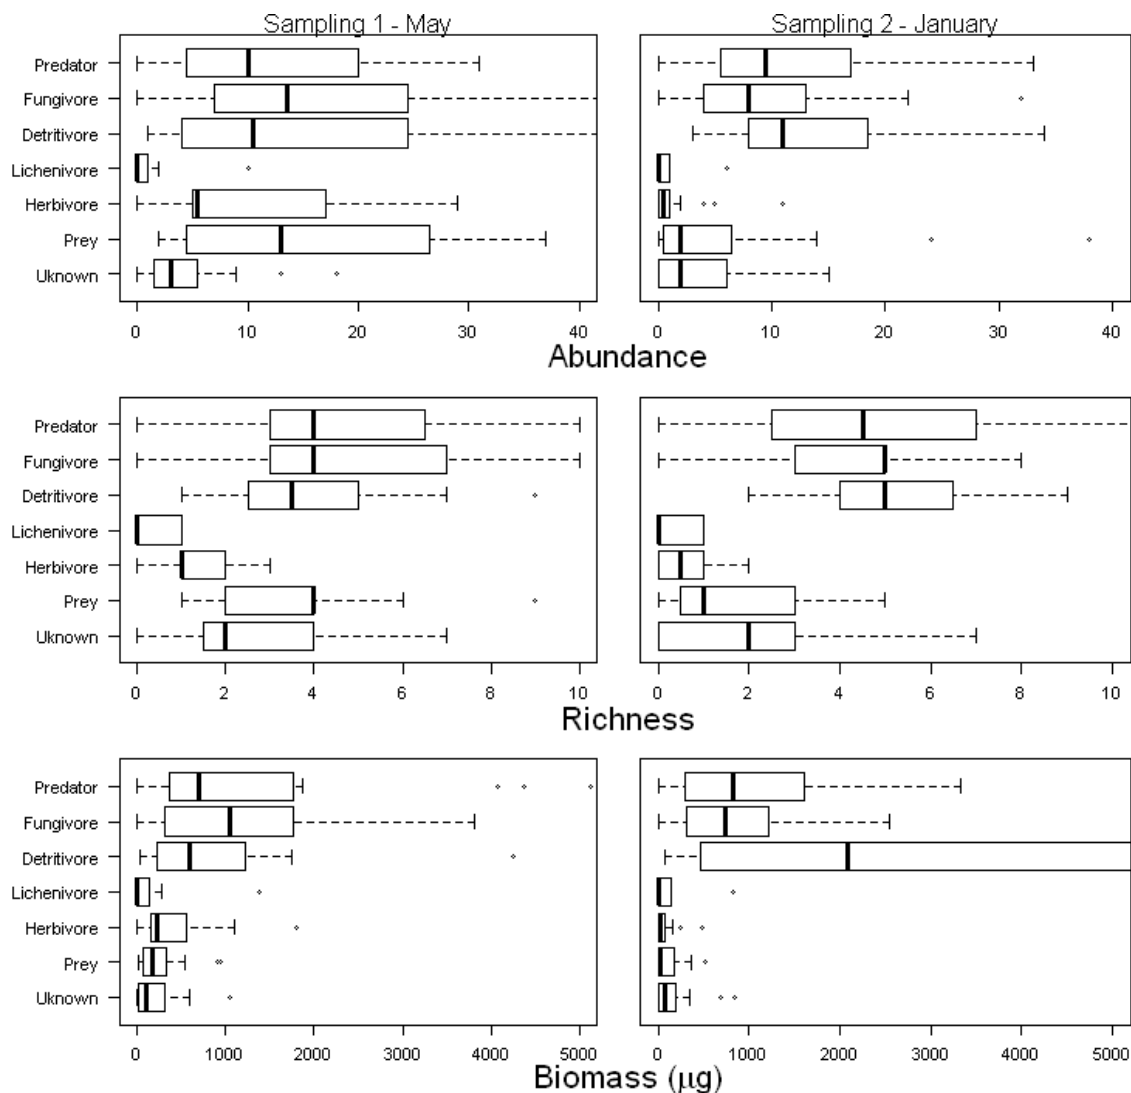 Sampling 1 - May
Sampling 2 - January
Predator
Fungivore
Detritivore
Lichenivore
Herbivore
Prey
Uknown
0 10 20 30 40
0 10 20 30 40
Abundance
Predator
Fungivore
Detritivore
Lichenivore
Herbivore
Prey
Uknown
0 2 4 6 8 10
0 2 4 6 8 10
Richness
Predator
Fungivore
Detritivore
Lichenivore
Herbivore
Prey
Uknown
0 1000 2000 3000 4000 5000
0 1000 2000 3000 4000 5000
Biomass (μg)